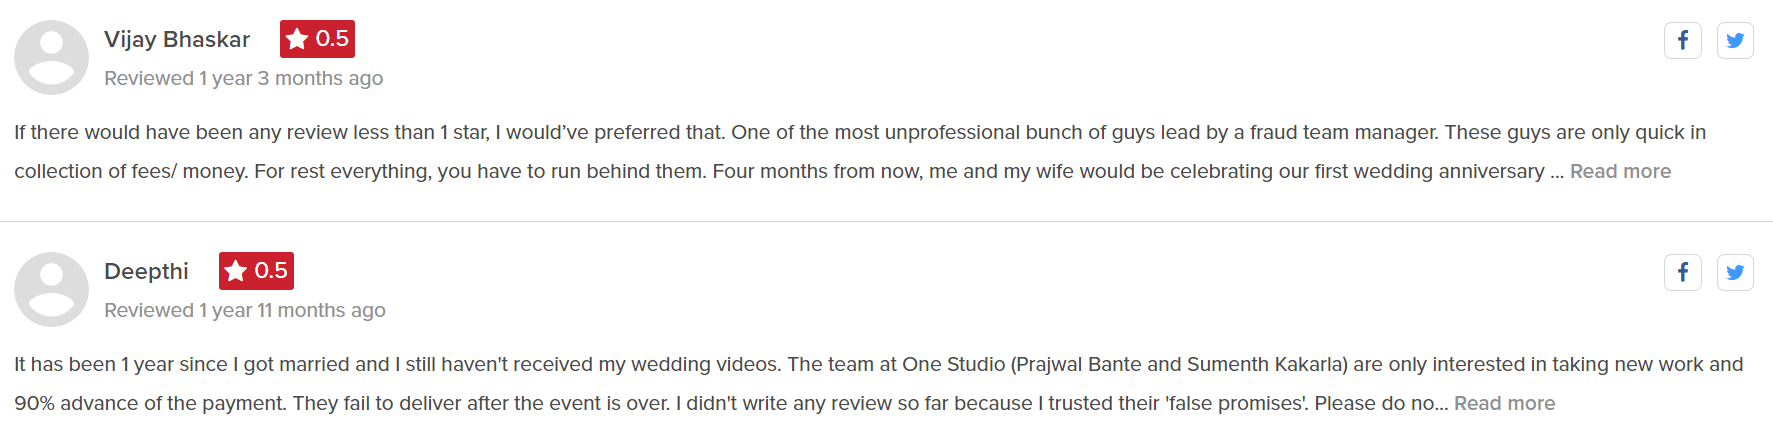 Vijay Bhaskar 0.5
Reviewed 1 year 3 months ago
If there would have been any review less than 1 star, I would’ve preferred that. One of the most unprofessional bunch of guys lead by a fraud team manager. These guys are only quick in
collection of fees/ money. For rest everything, you have to run behind them. Four months from now, me and my wife would be celebrating our first wedding anniversary ... Read more
Deepthi 0.5
Reviewed 1 year 11 months ago
It has been 1 year since I got married and I still haven't received my wedding videos. The team at One Studio (Prajwal Bante and Sumenth Kakarla) are only interested in taking new work and
90% advance of the payment. They fail to deliver after the event is over. I didn't write any review so far because I trusted their 'false promises'. Please do no... Read more